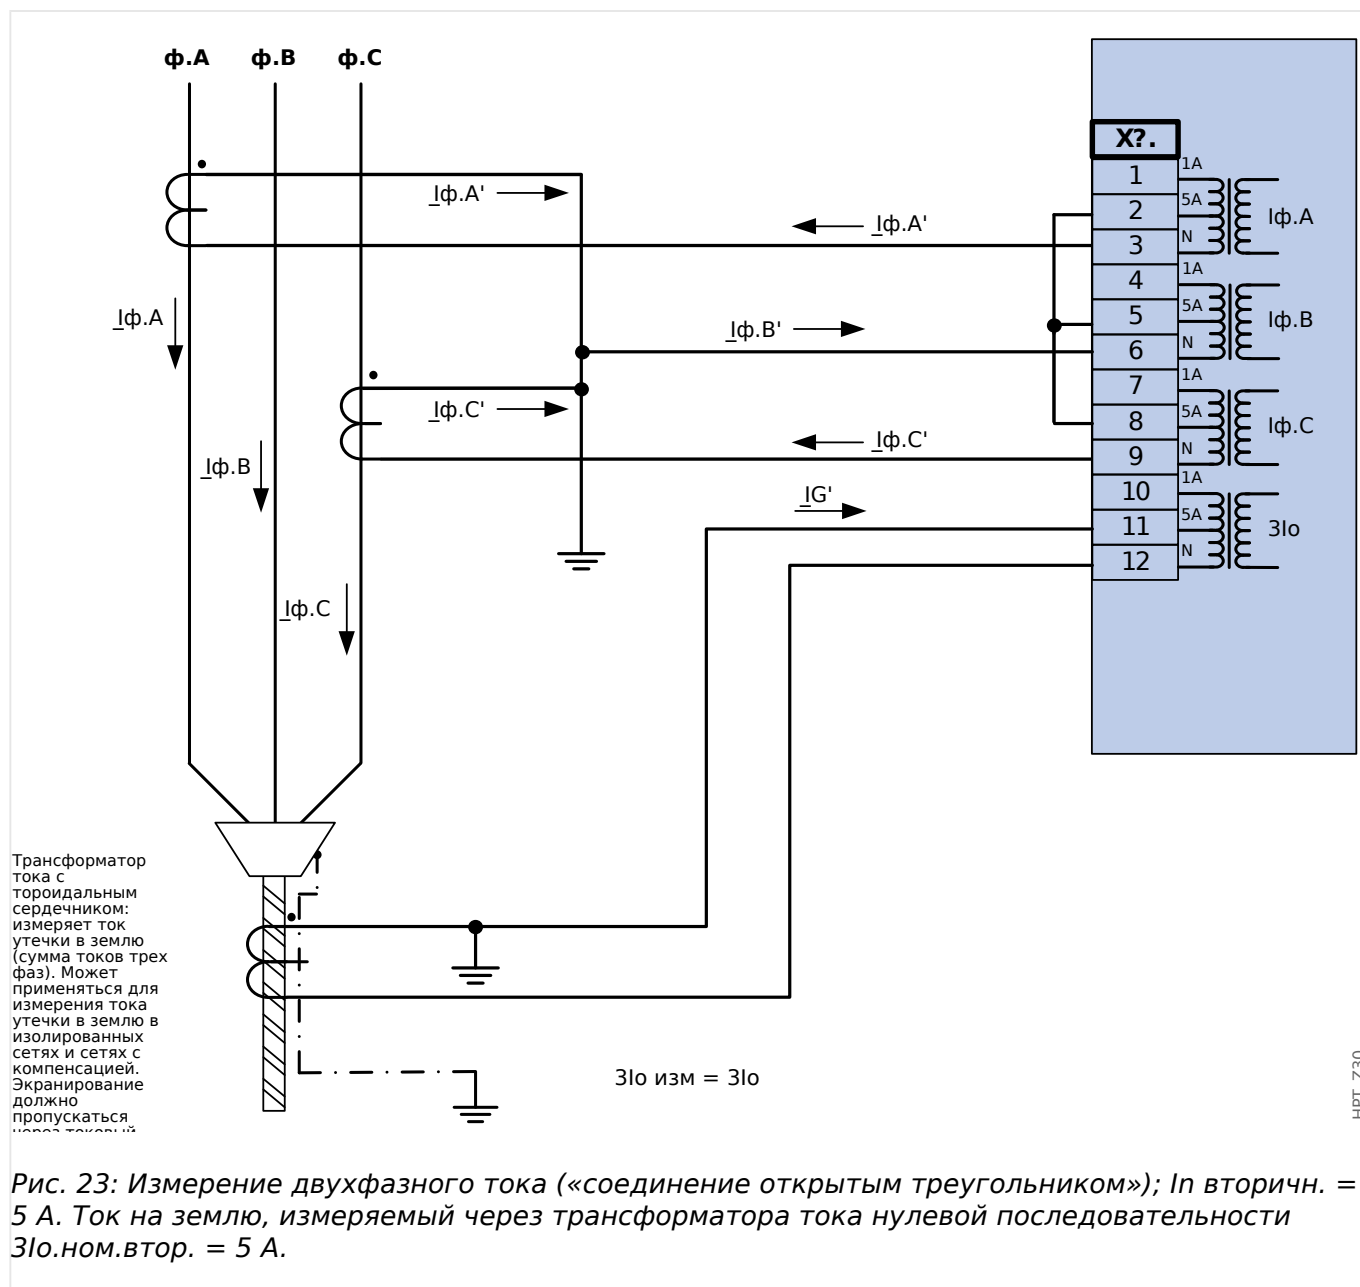 ф.A ф.B ф.C
X?.
1
1A
2
5A
3
N
Iф.A
_Iф.A'
_Iф.A'
4
1A
5
5A
6
N
Iф.B
_Iф.A
_Iф.B'
7
1A
8
5A
9
N
Iф.C
_Iф.C'
_Iф.C'
_Iф.B
10
1A
11
5A
12
N
3Io
_IG'
_Iф.C
Трансформатор
тока с
тороидальным
сердечником:
измеряет ток
утечки в землю
(сумма токов трех
фаз). Может
применяться для
измерения тока
утечки в землю в
изолированных
сетях и сетях с
компенсацией.
Экранирование
должно
пропускаться
через токовый
3Io изм = 3Io
Рис. 23: Измерение двухфазного тока («соединение открытым треугольником»); In вторичн. =
5 A. Ток на землю, измеряемый через трансформатора тока нулевой последовательности
3Io.ном.втор. = 5 A.